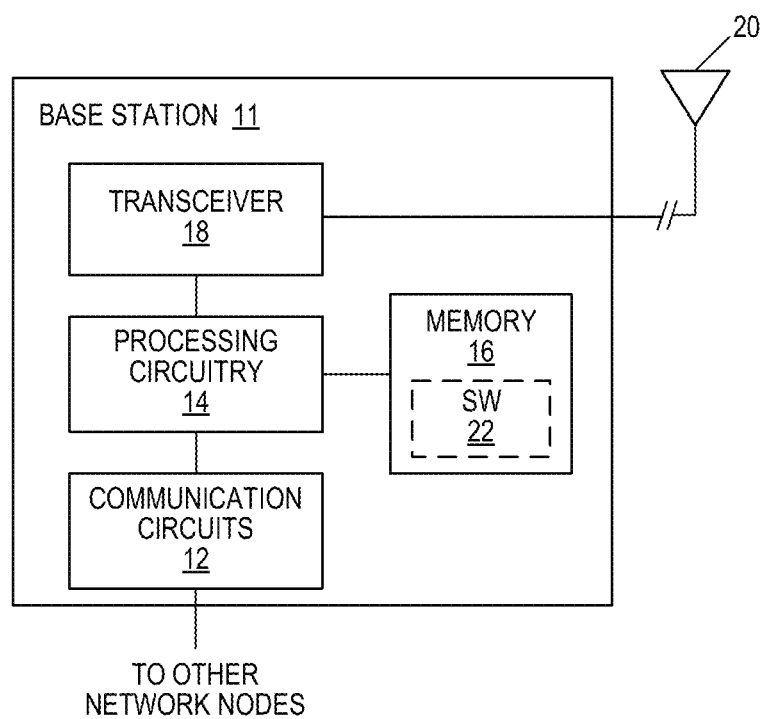 20
BASE STATION 11
TRANSCEIVER
18
PROCESSING
CIRCUITRY
14
MEMORY
16
SW
22
COMMUNICATION
CIRCUITS
12
TO OTHER
NETWORK NODES